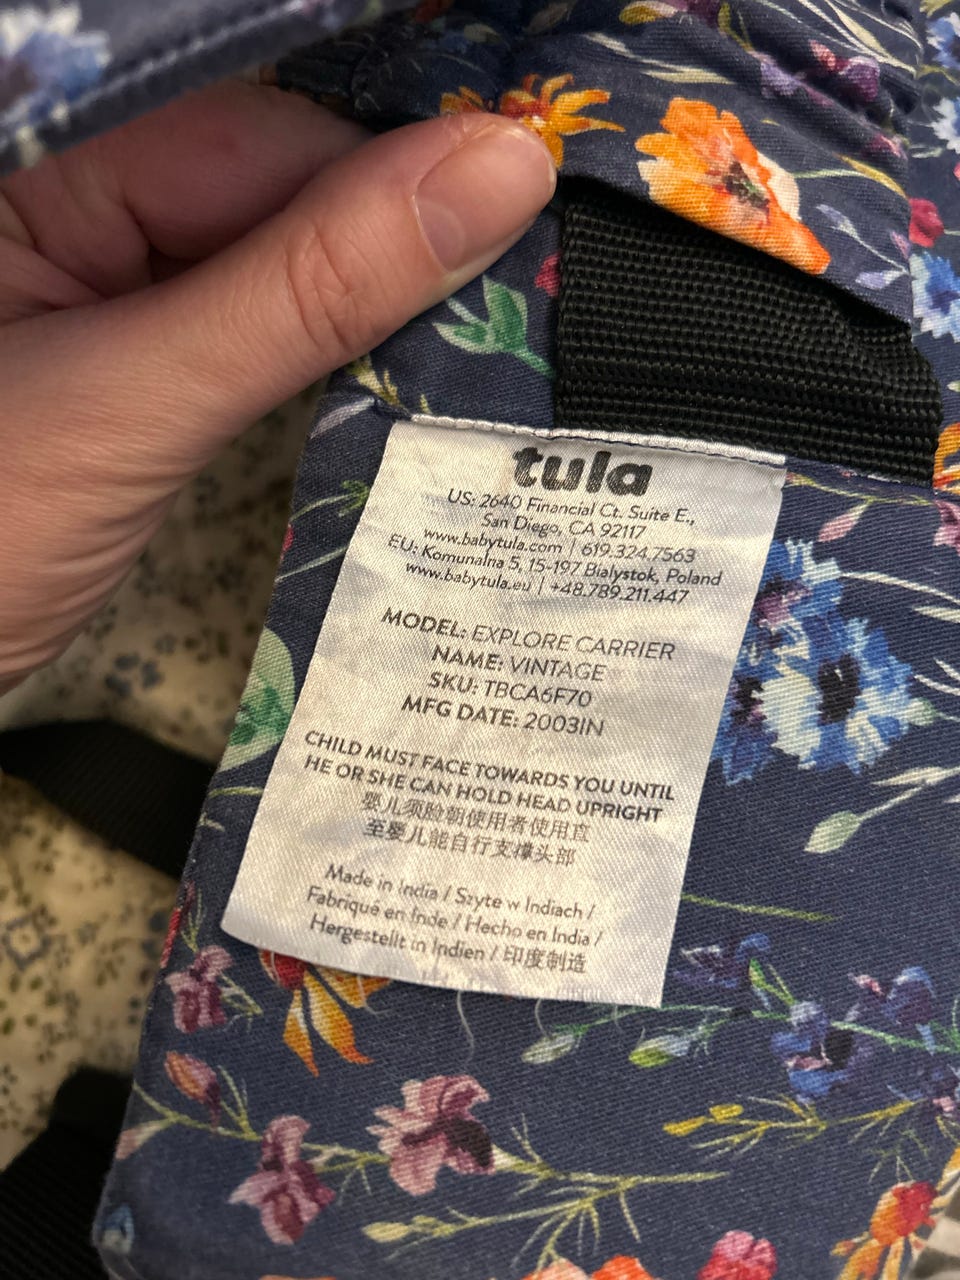 tula
US: 2640 Financial Ct. Suite E.,
San Diego, CA 92117
www.babytula.com | 619.324.7563
EU: Komunalna 5, 15-197 Bialystok, Poland
www.babytula.eu | +48.789.211.447
MODEL: EXPLORE CARRIER
NAME: VINTAGE
SKU: TBCA6F70
MFG DATE: 2003IN
CHILD MUST FACE TOWARDS YOU UNTIL
HE OR SHE CAN HOLD HEAD UPRIGHT
婴儿须脸朝使用者使用直
至婴儿能自行支撑头部
Made in India / Szyte w Indiach /
Fabriqué en Inde / Hecho en India /
Hergestellt in Indien / 印度制造